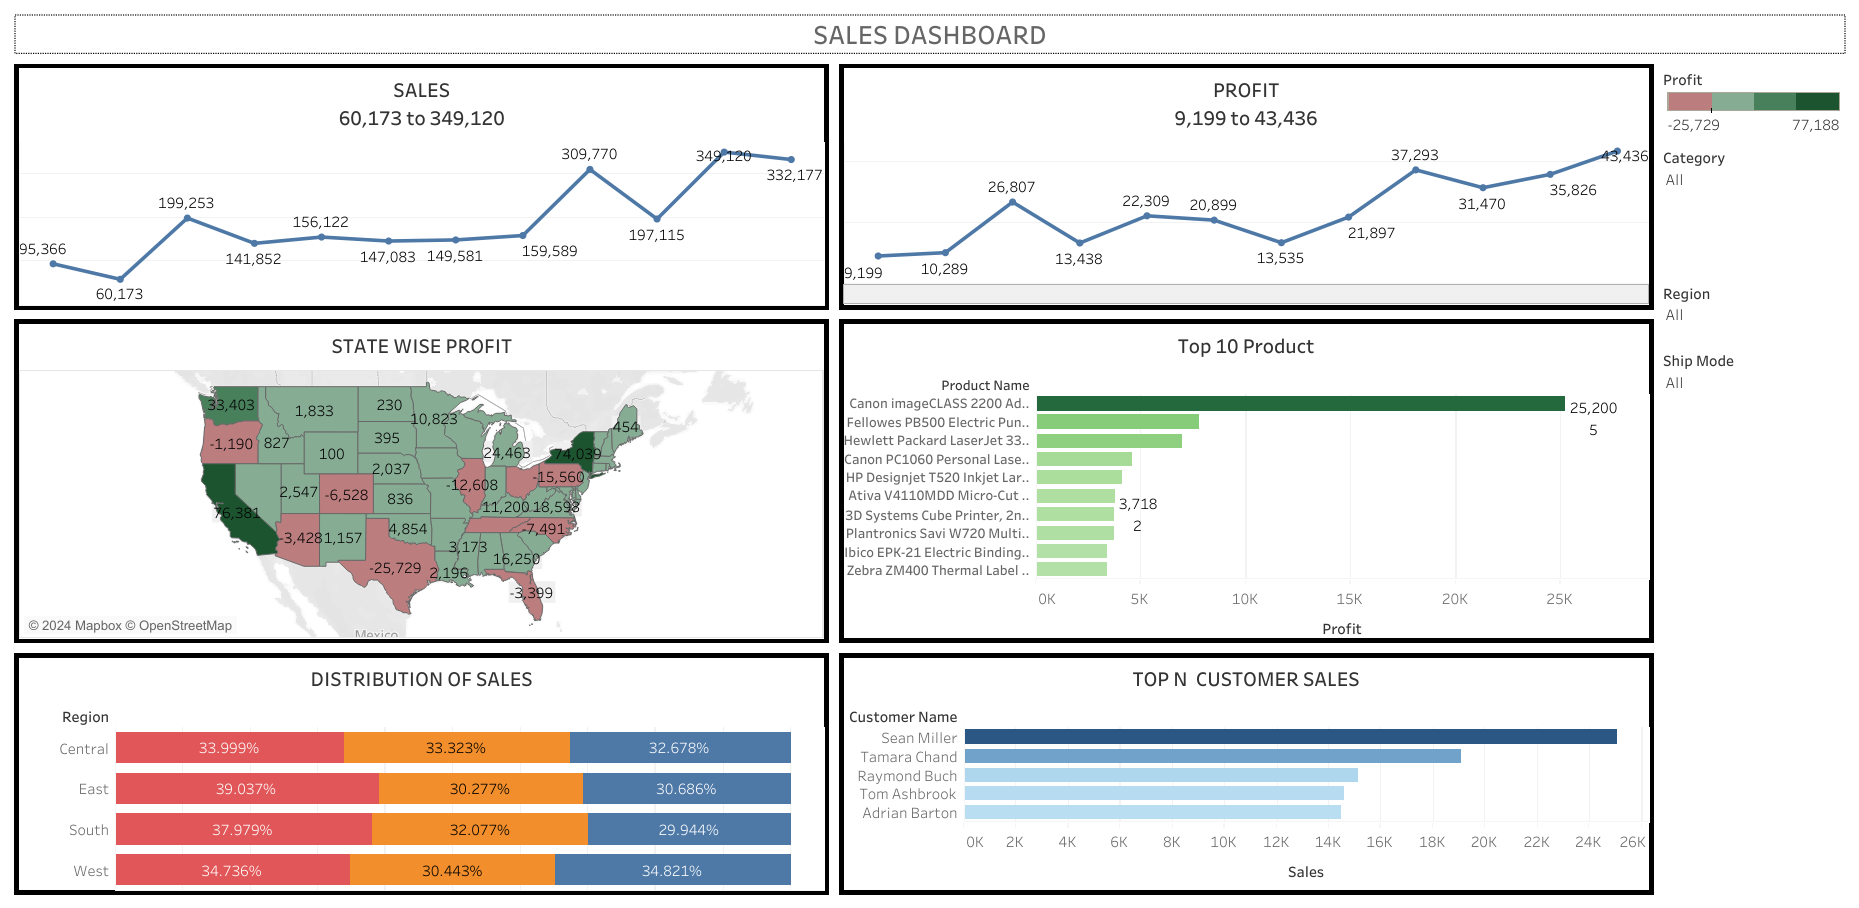 SALES DASHBOARD
SALES
60,173 to 349,120
95,366
60,173
199,253
141,852
156,122
147,083
149,581
159,589
309,770
197,115
349,120
332,177
PROFIT
9,199 to 43,436
9,199
10,289
26,807
13,438
22,309
20,899
13,535
21,897
37,293
31,470
35,826
43,436
Profit
-25,729 77,188
Category
All
Region
All
Ship Mode
All
STATE WISE PROFIT
33,403
1,833
230
10,823
454
-1,190
827
395
100
24,463
74,039
2,037
-15,560
2,547
-6,528
836
-12,608
11,200
18,598
76,381
4,854
-7,491
-3,428
1,157
3,173
16,250
-25,729
2,196
-3,399
© 2024 Mapbox © OpenStreetMap
Mexico
Top 10 Product
Product Name
Canon imageCLASS 2200 Ad..
Fellowes PB500 Electric Pun..
Hewlett Packard LaserJet 33..
Canon PC1060 Personal Lase..
HP Designjet T520 Inkjet Lar..
Ativa V4110MDD Micro-Cut ..
3D Systems Cube Printer, 2n..
Plantronics Savi W720 Multi..
Ibico EPK-21 Electric Binding..
Zebra ZM400 Thermal Label ..
25,200
5
3,718
2
0K 5K 10K 15K 20K 25K
Profit
DISTRIBUTION OF SALES
Region
Central 33.999% 33.323% 32.678%
East 39.037% 30.277% 30.686%
South 37.979% 32.077% 29.944%
West 34.736% 30.443% 34.821%
TOP N  CUSTOMER SALES
Customer Name
Sean Miller
Tamara Chand
Raymond Buch
Tom Ashbrook
Adrian Barton
0K 2K 4K 6K 8K 10K 12K 14K 16K 18K 20K 22K 24K 26K
Sales